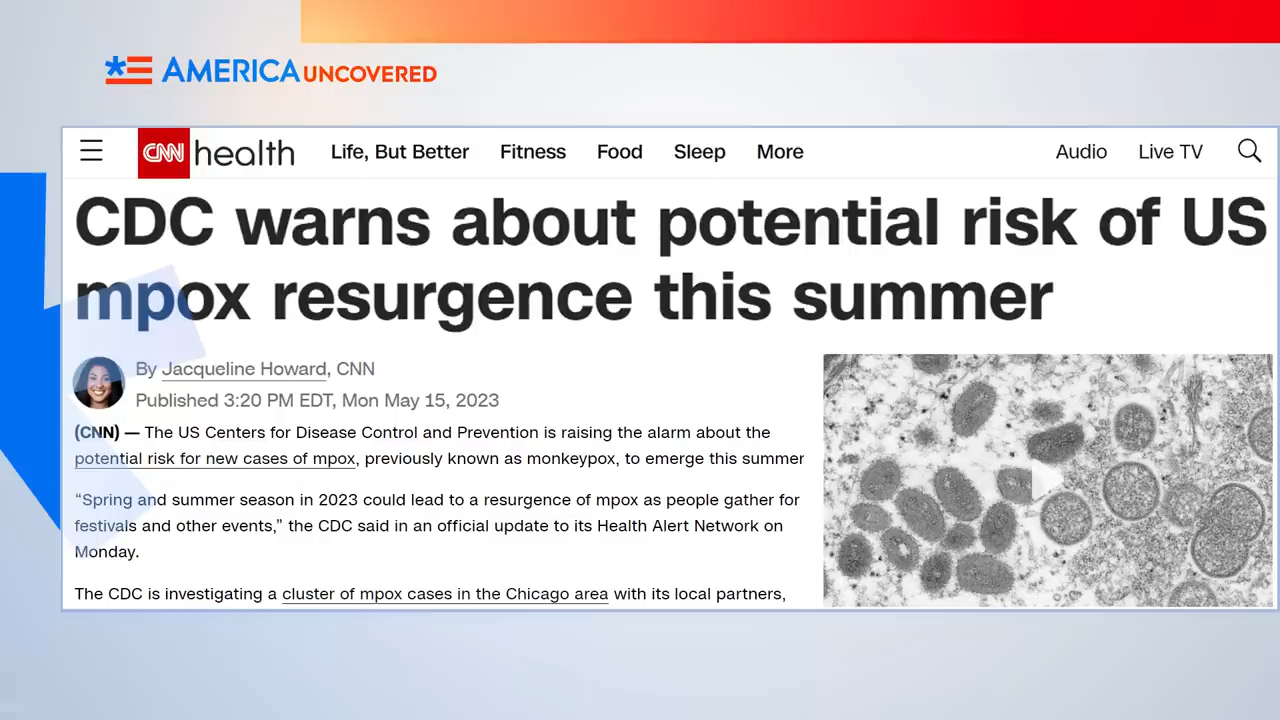 AMERICA UNCOVERED
CNN health Life, But Better Fitness Food Sleep More Audio Live TV
CDC warns about potential risk of US
mpox resurgence this summer
By Jacqueline Howard, CNN
Published 3:20 PM EDT, Mon May 15, 2023
(CNN) — The US Centers for Disease Control and Prevention is raising the alarm about the
potential risk for new cases of mpox, previously known as monkeypox, to emerge this summer
“Spring and summer season in 2023 could lead to a resurgence of mpox as people gather for
festivals and other events,” the CDC said in an official update to its Health Alert Network on
Monday.
The CDC is investigating a cluster of mpox cases in the Chicago area with its local partners,